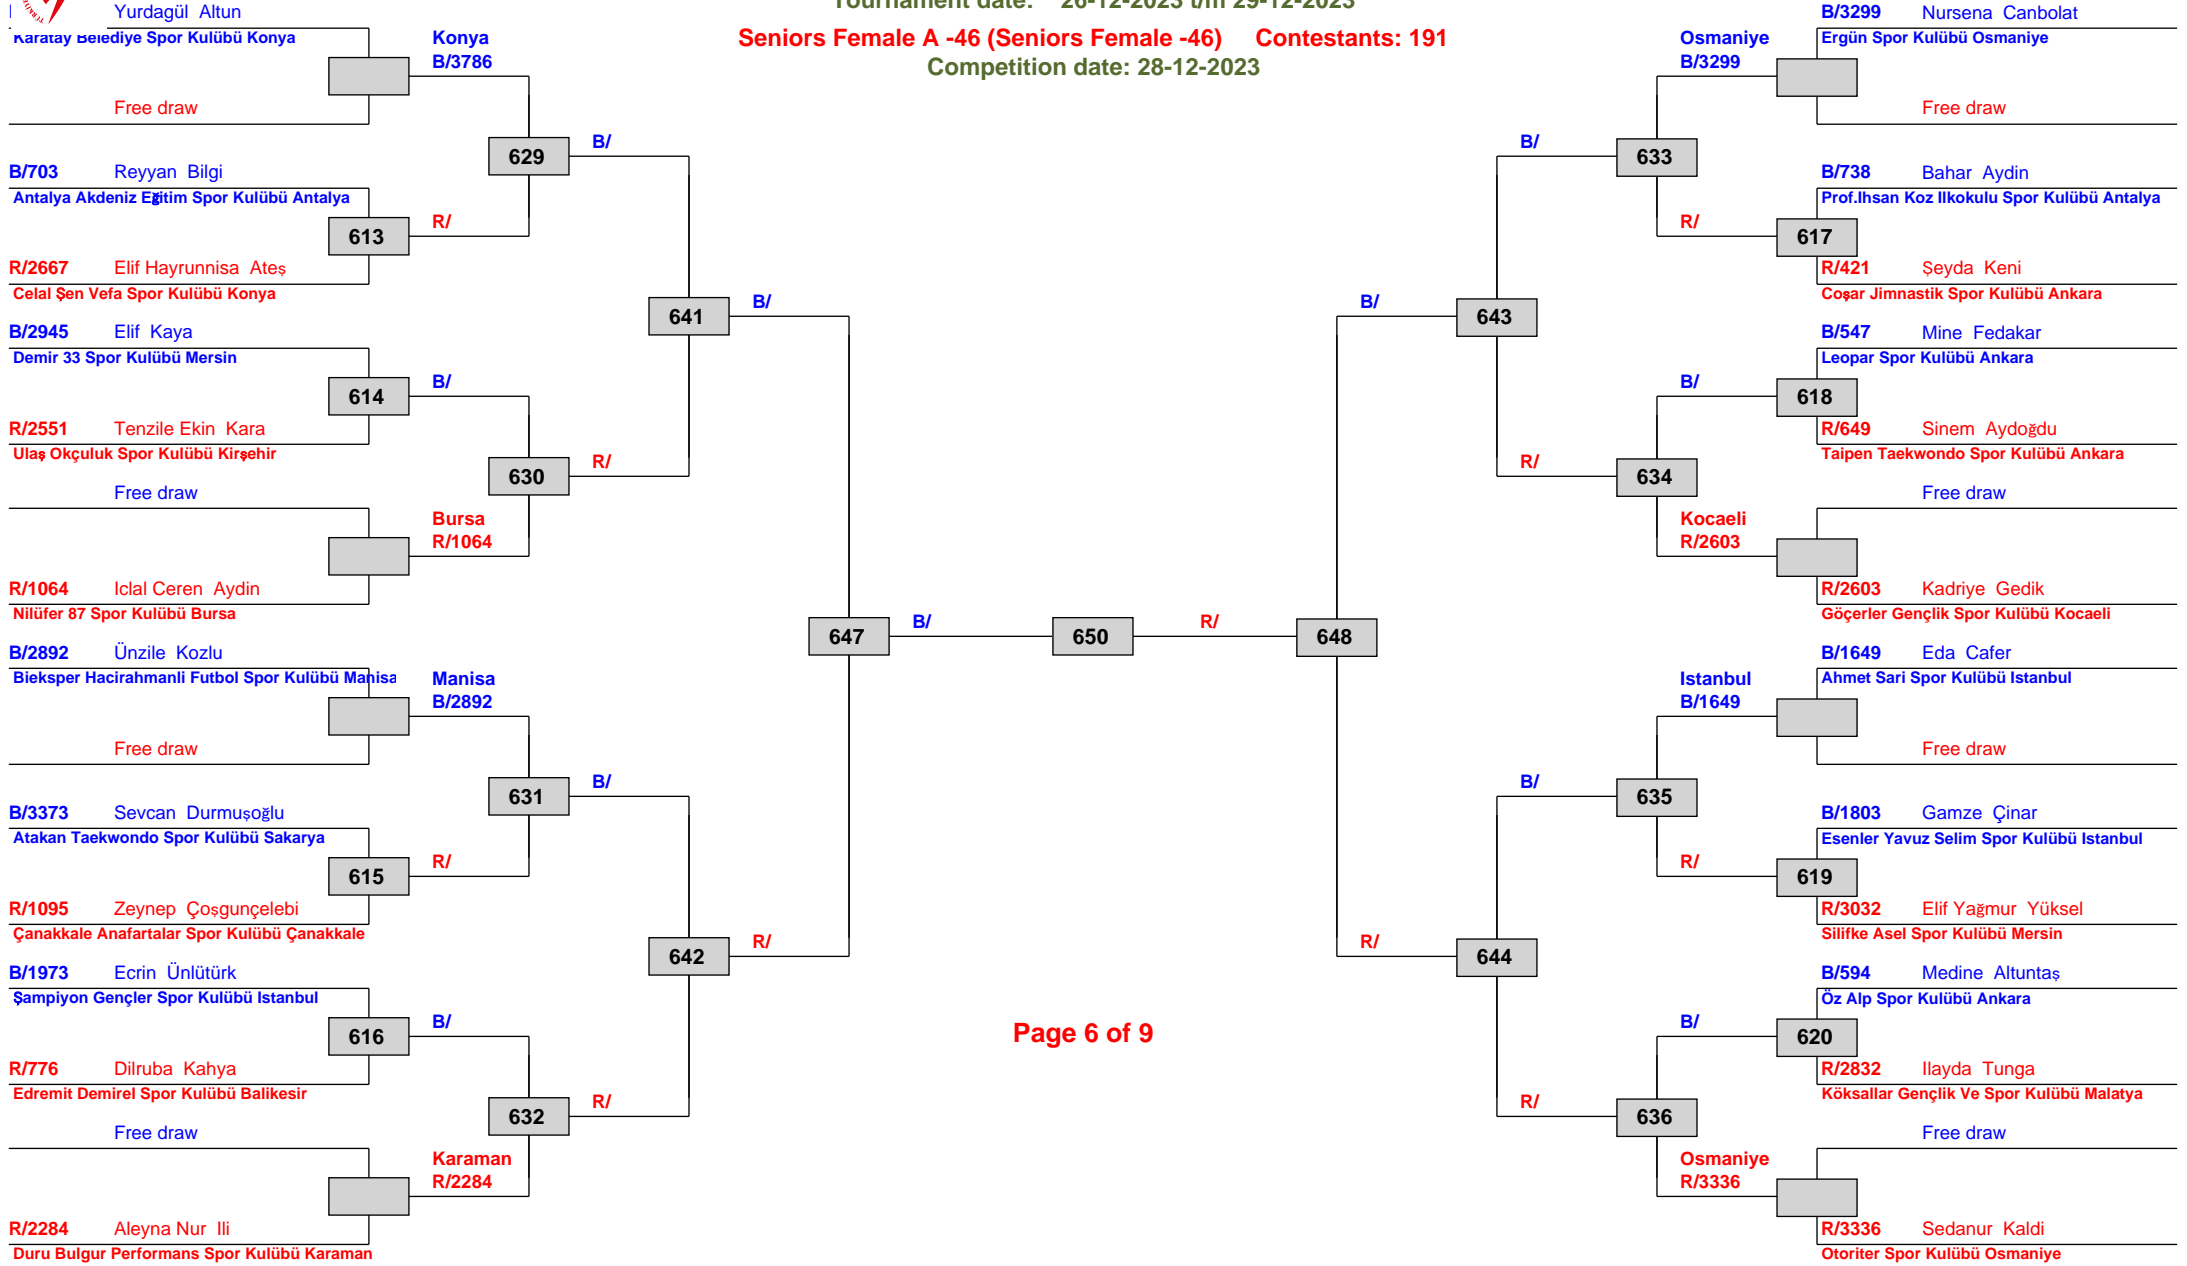 Tournament date: 26-12-2023 t/m 29-12-2023
Seniors Female A -46 (Seniors Female -46) Contestants: 191
Competition date: 28-12-2023
Yurdagül Altun
Karatay Belediye Spor Kulübü Konya
Konya
B/3786
Free draw
629
B/
B/703 Reyyan Bilgi
Antalya Akdeniz Eğitim Spor Kulübü Antalya
613
R/
R/2667 Elif Hayrunnisa Ateş
Celal Şen Vefa Spor Kulübü Konya
641
B/
B/2945 Elif Kaya
Demir 33 Spor Kulübü Mersin
614
B/
R/2551 Tenzile Ekin Kara
Ulaş Okçuluk Spor Kulübü Kirşehir
630
R/
Free draw
Bursa
R/1064
R/1064 Iclal Ceren Aydin
Nilüfer 87 Spor Kulübü Bursa
647
B/
650
R/
648
B/2892 Ünzile Kozlu
Bieksper Hacirahmanli Futbol Spor Kulübü Manisa
Manisa
B/2892
Free draw
631
B/
B/3373 Sevcan Durmuşoğlu
Atakan Taekwondo Spor Kulübü Sakarya
615
R/
R/1095 Zeynep Çoşgunçelebi
Çanakkale Anafartalar Spor Kulübü Çanakkale
642
R/
B/1973 Ecrin Ünlütürk
Şampiyon Gençler Spor Kulübü Istanbul
616
B/
R/776 Dilruba Kahya
Edremit Demirel Spor Kulübü Balikesir
632
R/
Free draw
Karaman
R/2284
R/2284 Aleyna Nur Ili
Duru Bulgur Performans Spor Kulübü Karaman
B/3299 Nursena Canbolat
Ergün Spor Kulübü Osmaniye
Osmaniye
B/3299
Free draw
B/
633
B/738 Bahar Aydin
Prof.Ihsan Koz Ilkokulu Spor Kulübü Antalya
R/
617
R/421 Şeyda Keni
Coşar Jimnastik Spor Kulübü Ankara
B/
643
B/547 Mine Fedakar
Leopar Spor Kulübü Ankara
B/
618
R/649 Sinem Aydoğdu
Taipen Taekwondo Spor Kulübü Ankara
R/
634
Free draw
Kocaeli
R/2603
R/2603 Kadriye Gedik
Göçerler Gençlik Spor Kulübü Kocaeli
B/1649 Eda Cafer
Ahmet Sari Spor Kulübü Istanbul
Istanbul
B/1649
Free draw
B/
635
B/1803 Gamze Çinar
Esenler Yavuz Selim Spor Kulübü Istanbul
R/
619
R/3032 Elif Yağmur Yüksel
Silifke Asel Spor Kulübü Mersin
R/
644
B/594 Medine Altuntaş
Öz Alp Spor Kulübü Ankara
B/
620
R/2832 Ilayda Tunga
Köksallar Gençlik Ve Spor Kulübü Malatya
R/
636
Free draw
Osmaniye
R/3336
R/3336 Sedanur Kaldi
Otoriter Spor Kulübü Osmaniye
Page 6 of 9